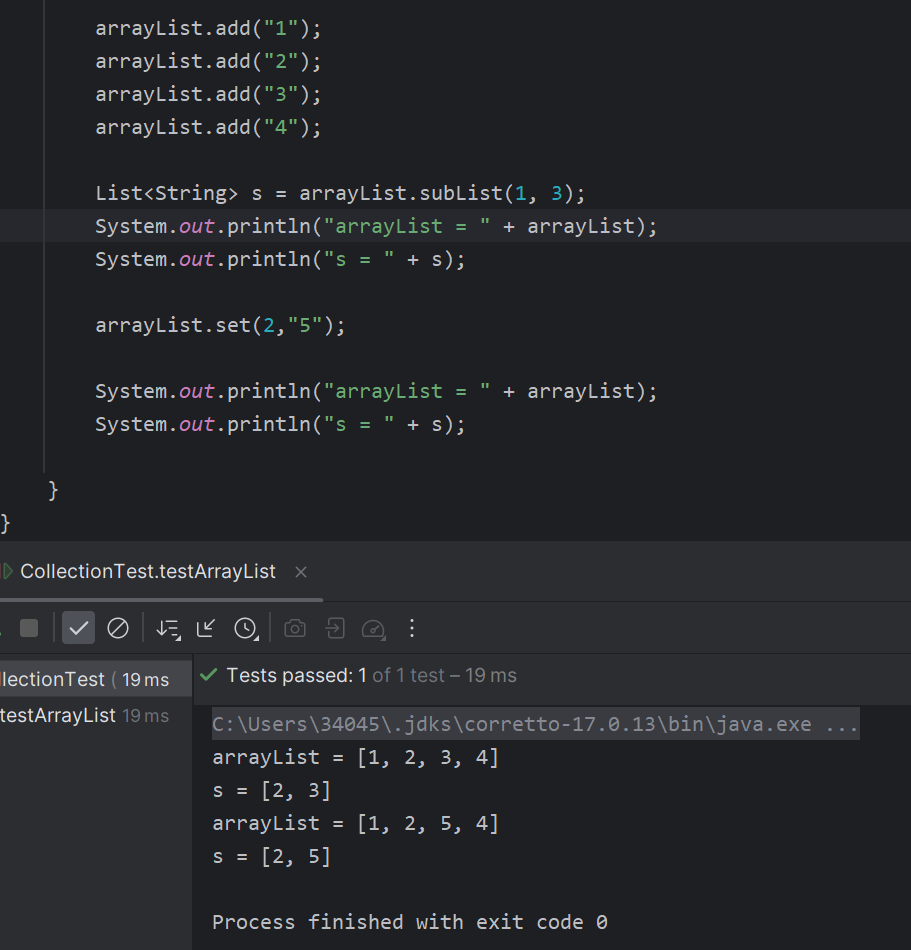 arrayList.add("1");
arrayList.add("2");
arrayList.add("3");
arrayList.add("4");
List<String> s = arrayList.subList(1, 3);
System.out.println("arrayList = " + arrayList);
System.out.println("s = " + s);
arrayList.set(2,"5");
System.out.println("arrayList = " + arrayList);
System.out.println("s = " + s);
}
}
CollectionTest.testArrayList
llectionTest ( 19 ms
Tests passed: 1 of 1 test – 19 ms
testArrayList 19 ms
C:\Users\34045\.jdks\corretto-17.0.13\bin\java.exe ...
arrayList = [1, 2, 3, 4]
s = [2, 3]
arrayList = [1, 2, 5, 4]
s = [2, 5]
Process finished with exit code 0